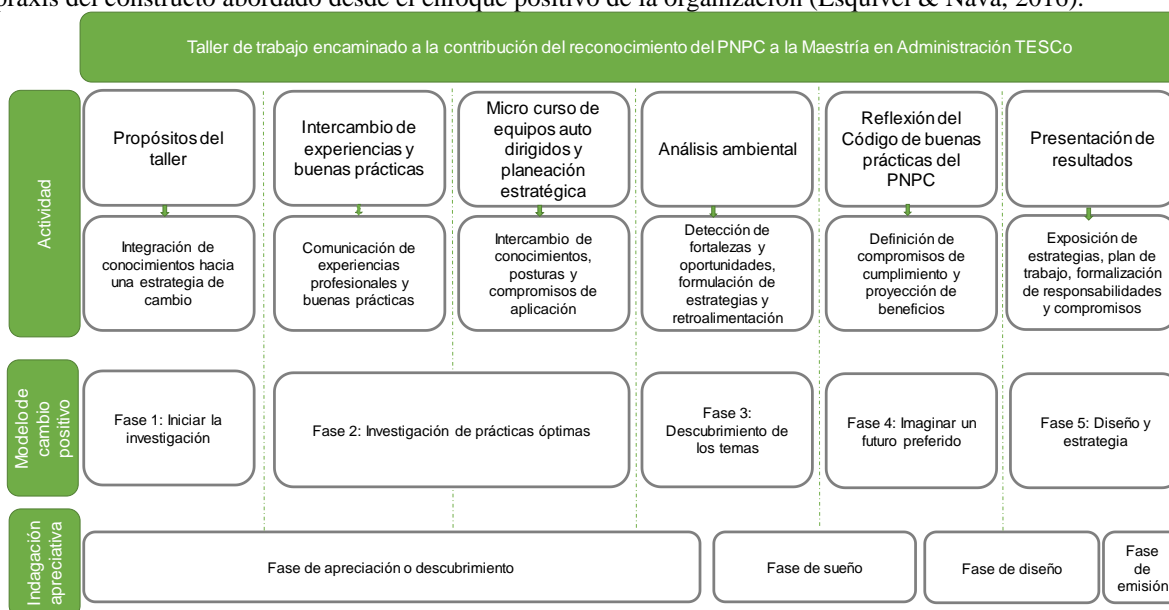 praxis del constructo abordado desde el enfoque positivo de la organización (Esquivel & Nava, 2016).
Taller de trabajo encaminado a la contribución del reconocimiento del PNPC a la Maestría en Administración TESCo
Actividad
Propósitos del
taller
Intercambio de
experiencias y
buenas prácticas
Micro curso de
equipos auto
dirigidos y
planeación
estratégica
Análisis ambiental
Reflexión del
Código de buenas
prácticas del
PNPC
Presentación de
resultados
Integración de
conocimientos hacia
una estrategia de
cambio
Comunicación de
experiencias
profesionales y
buenas prácticas
Intercambio de
conocimientos,
posturas y
compromisos de
aplicación
Detección de
fortalezas y
oportunidades,
formulación de
estrategias y
retroalimentación
Definición de
compromisos de
cumplimiento y
proyección de
beneficios
Exposición de
estrategias, plan de
trabajo, formalización
de responsabilidades
y compromisos
Modelo de
cambio
positivo
Fase 1: Iniciar la
investigación
Fase 2: Investigación de prácticas óptimas
Fase 3:
Descubrimiento de
los temas
Fase 4: Imaginar un
futuro preferido
Fase 5: Diseño y
estrategia
Indagación
apreciativa
Fase de apreciación o descubrimiento
Fase de sueño
Fase de diseño
Fase
de
emisión